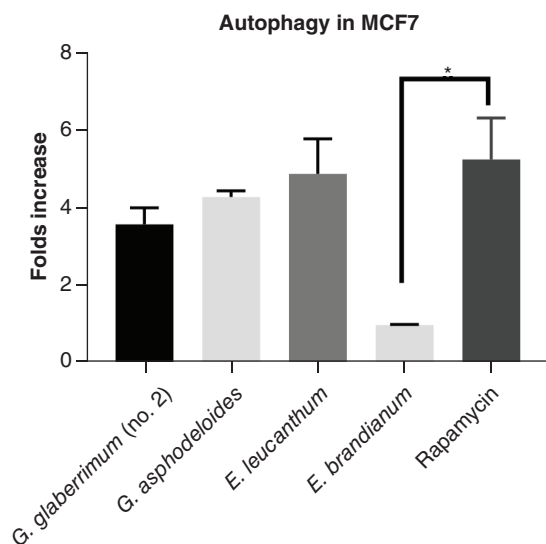 Autophagy in MCF7
Folds increase
8
6
4
2
0
*
G. glaberrimum (no. 2)
G. asphodeloides
E. leucanthum
E. brandianum
Rapamycin